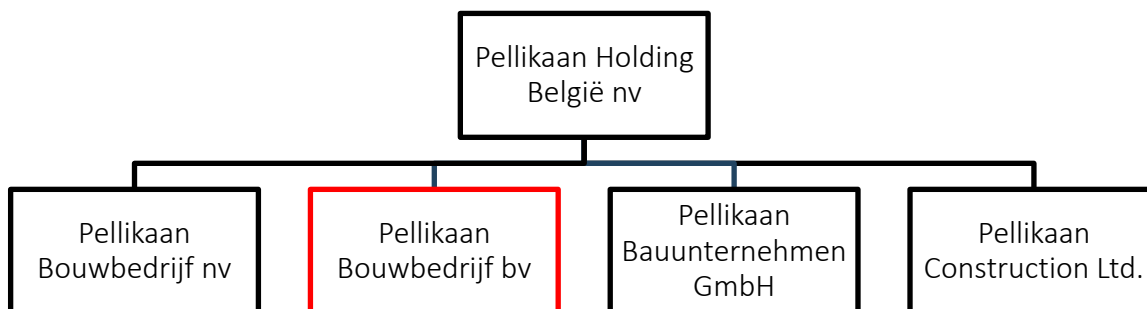 Pellikaan Holding
België nv
Pellikaan
Bouwbedrijf nv
Pellikaan
Bouwbedrijf bv
Pellikaan
Bauunternehmen
GmbH
Pellikaan
Construction Ltd.